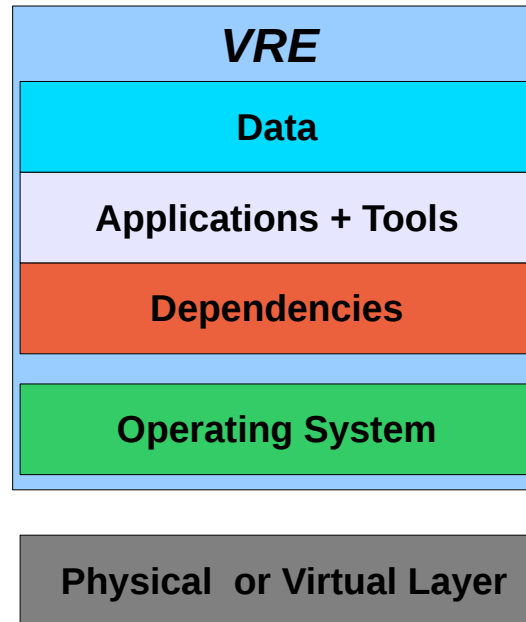 VRE
Data
Applications + Tools
Dependencies
Operating System
Physical or Virtual Layer